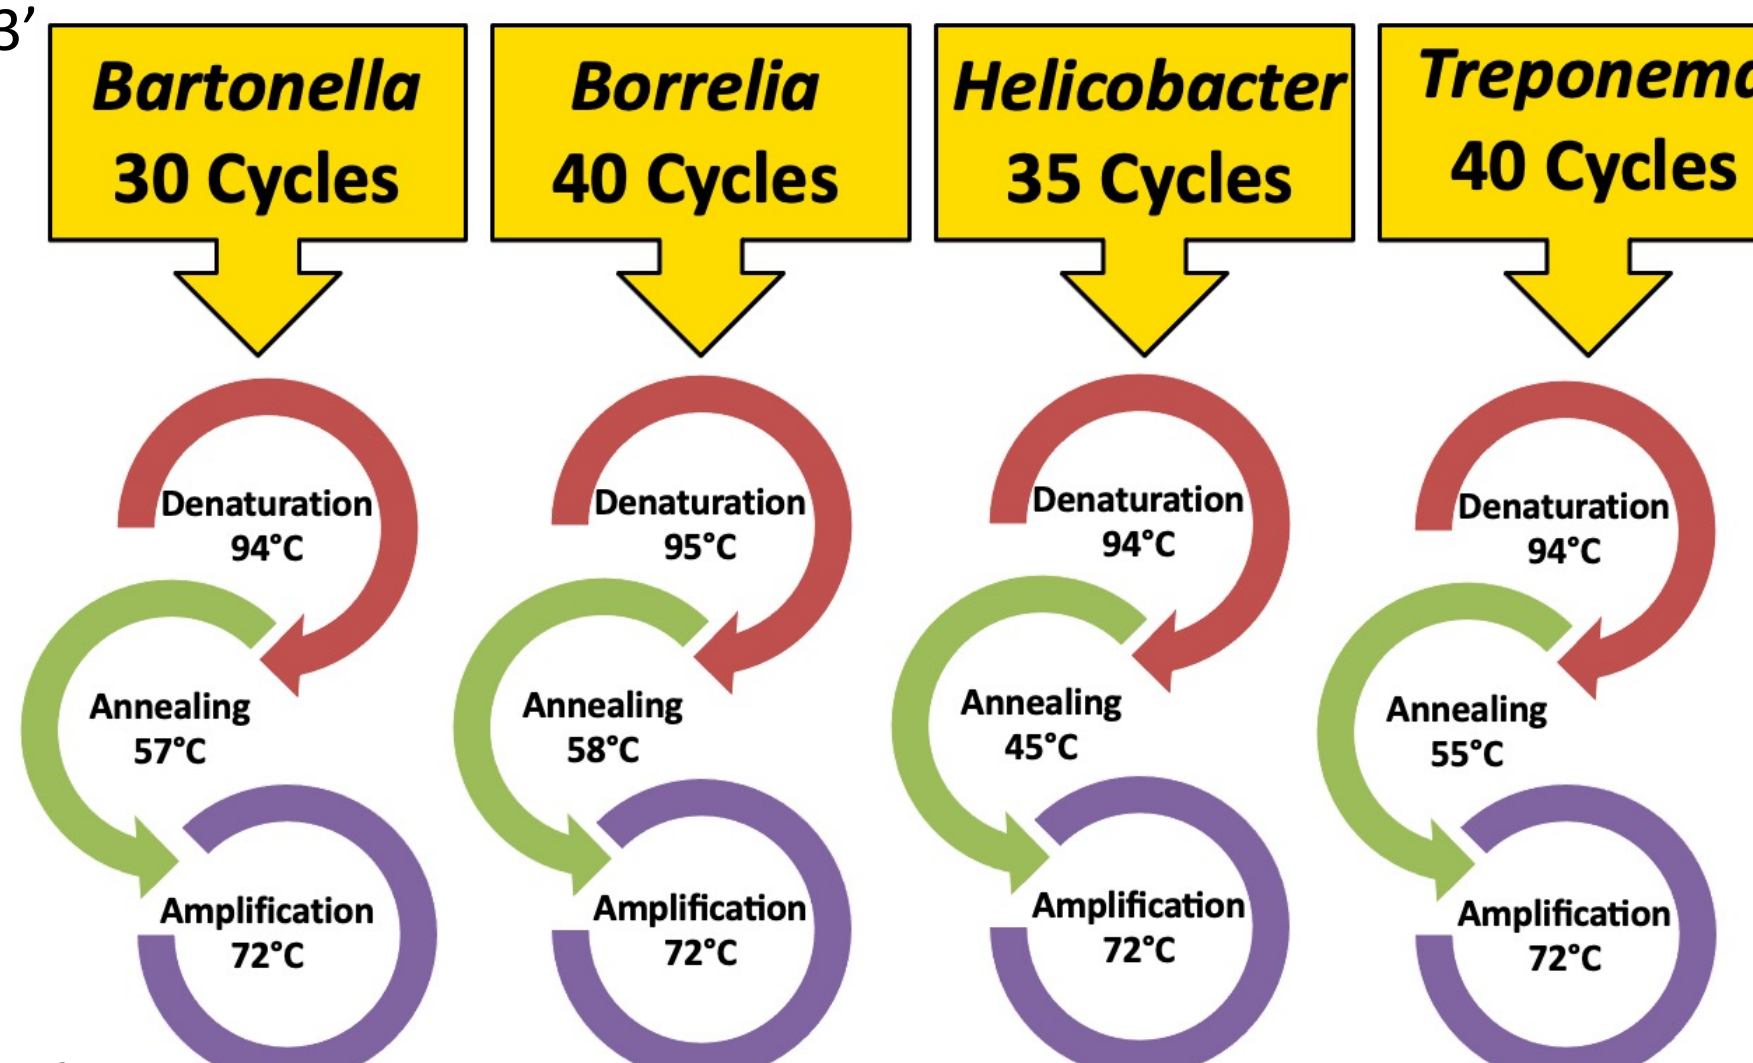 3’
Bartonella
30 Cycles
Denaturation
94°C
Annealing
57°C
Amplification
72°C
Borrelia
40 Cycles
Denaturation
95°C
Annealing
58°C
Amplification
72°C
Helicobacter
35 Cycles
Denaturation
94°C
Annealing
45°C
Amplification
72°C
Treponema
40 Cycles
Denaturation
94°C
Annealing
55°C
Amplification
72°C